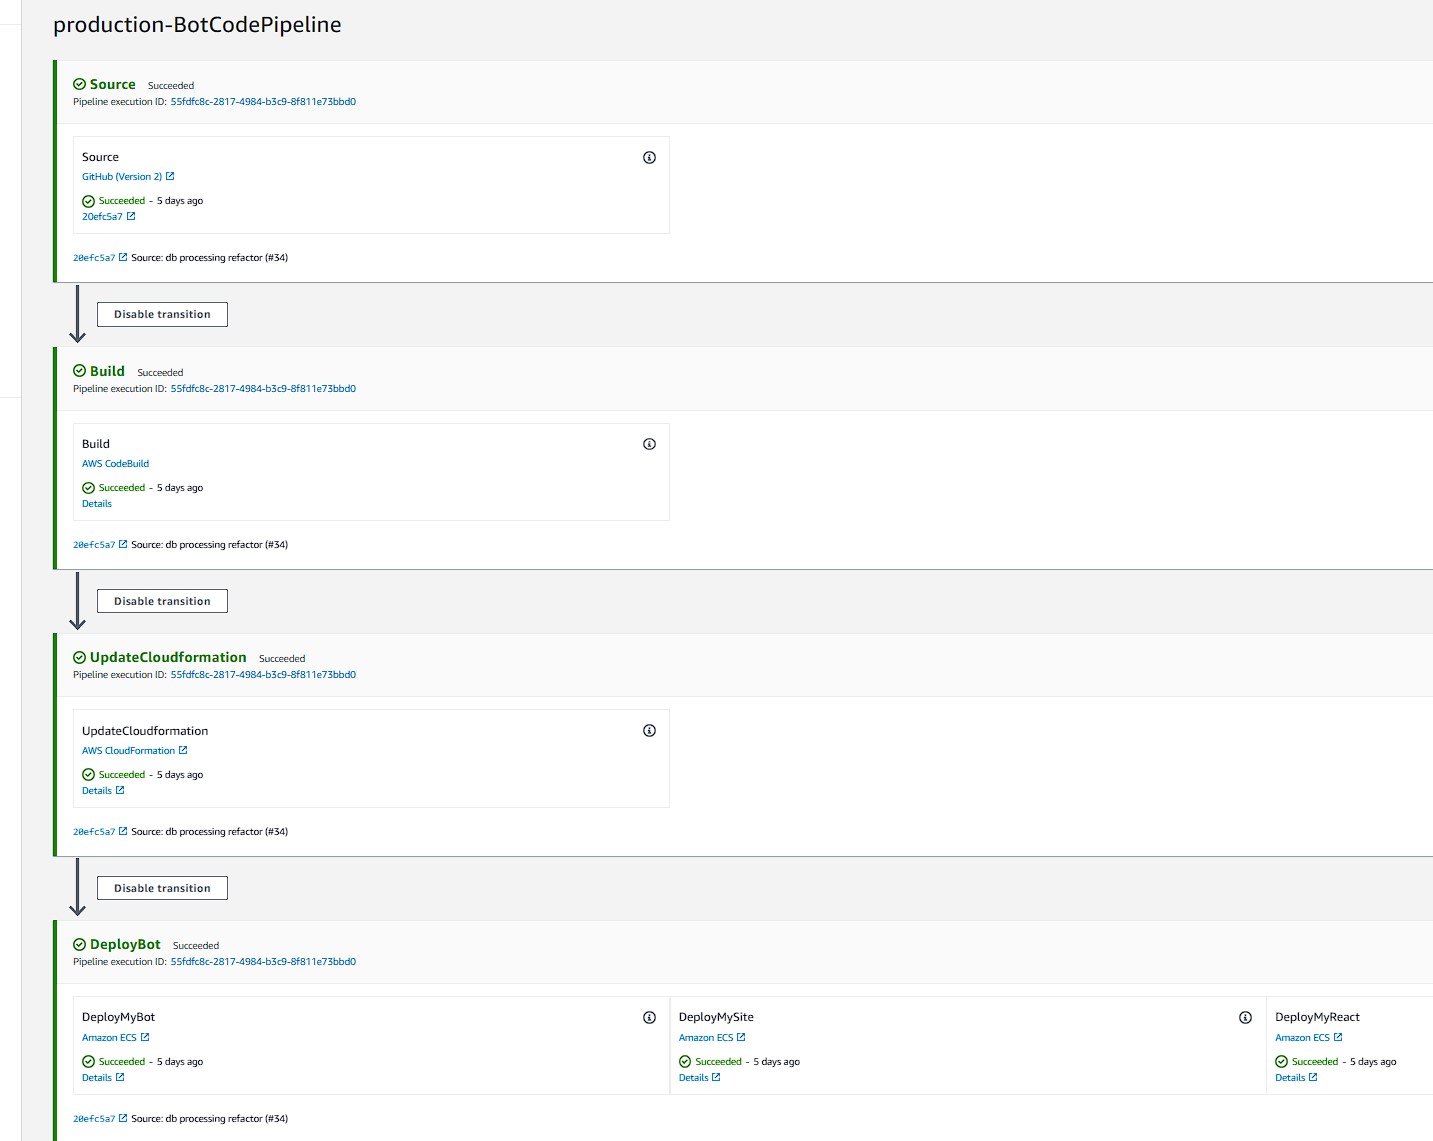 production-BotCodePipeline
Source Succeeded
Pipeline execution ID: 55fdfc8c-2817-4984-b3c9-8f811e73bbd0
Source
GitHub (Version 2)
Succeeded - 5 days ago
20efc5a7
20efc5a7 Source: db processing refactor (#34)
Disable transition
Build Succeeded
Pipeline execution ID: 55fdfc8c-2817-4984-b3c9-8f811e73bbd0
Build
AWS CodeBuild
Succeeded - 5 days ago
Details
20efc5a7 Source: db processing refactor (#34)
Disable transition
UpdateCloudformation Succeeded
Pipeline execution ID: 55fdfc8c-2817-4984-b3c9-8f811e73bbd0
UpdateCloudformation
AWS CloudFormation
Succeeded - 5 days ago
Details
20efc5a7 Source: db processing refactor (#34)
Disable transition
DeployBot Succeeded
Pipeline execution ID: 55fdfc8c-2817-4984-b3c9-8f811e73bbd0
DeployMyBot
Amazon ECS
Succeeded - 5 days ago
Details
DeployMySite
Amazon ECS
Succeeded - 5 days ago
Details
DeployMyReact
Amazon ECS
Succeeded - 5 days ago
Details
20efc5a7 Source: db processing refactor (#34)